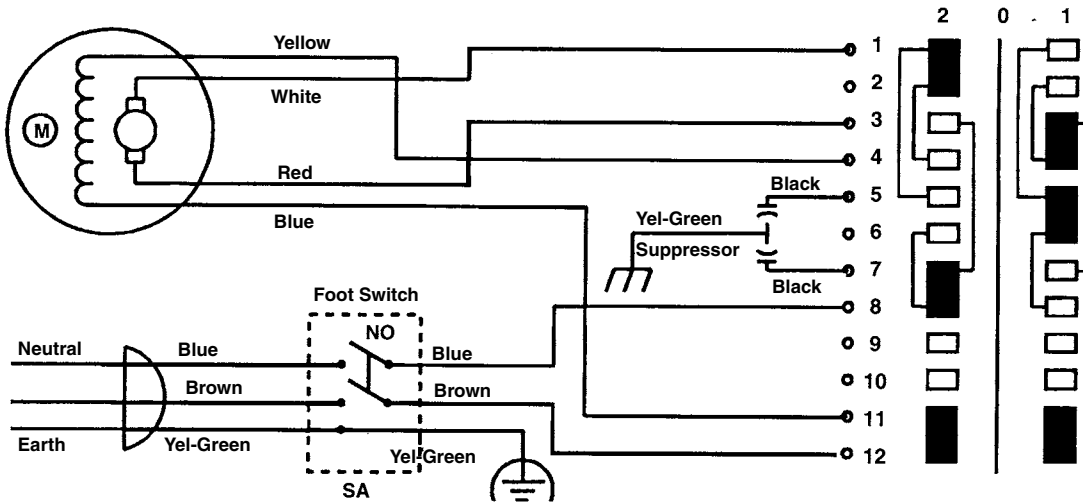 2 0 1
Yellow
White
M
Red
Blue
1
2
3
4
5
6
7
8
9
10
11
12
Black
Yel-Green
Suppressor
Black
Foot Switch
NO
Neutral
Blue
Blue
Brown
Brown
Earth
Yel-Green
Yel-Green
SA